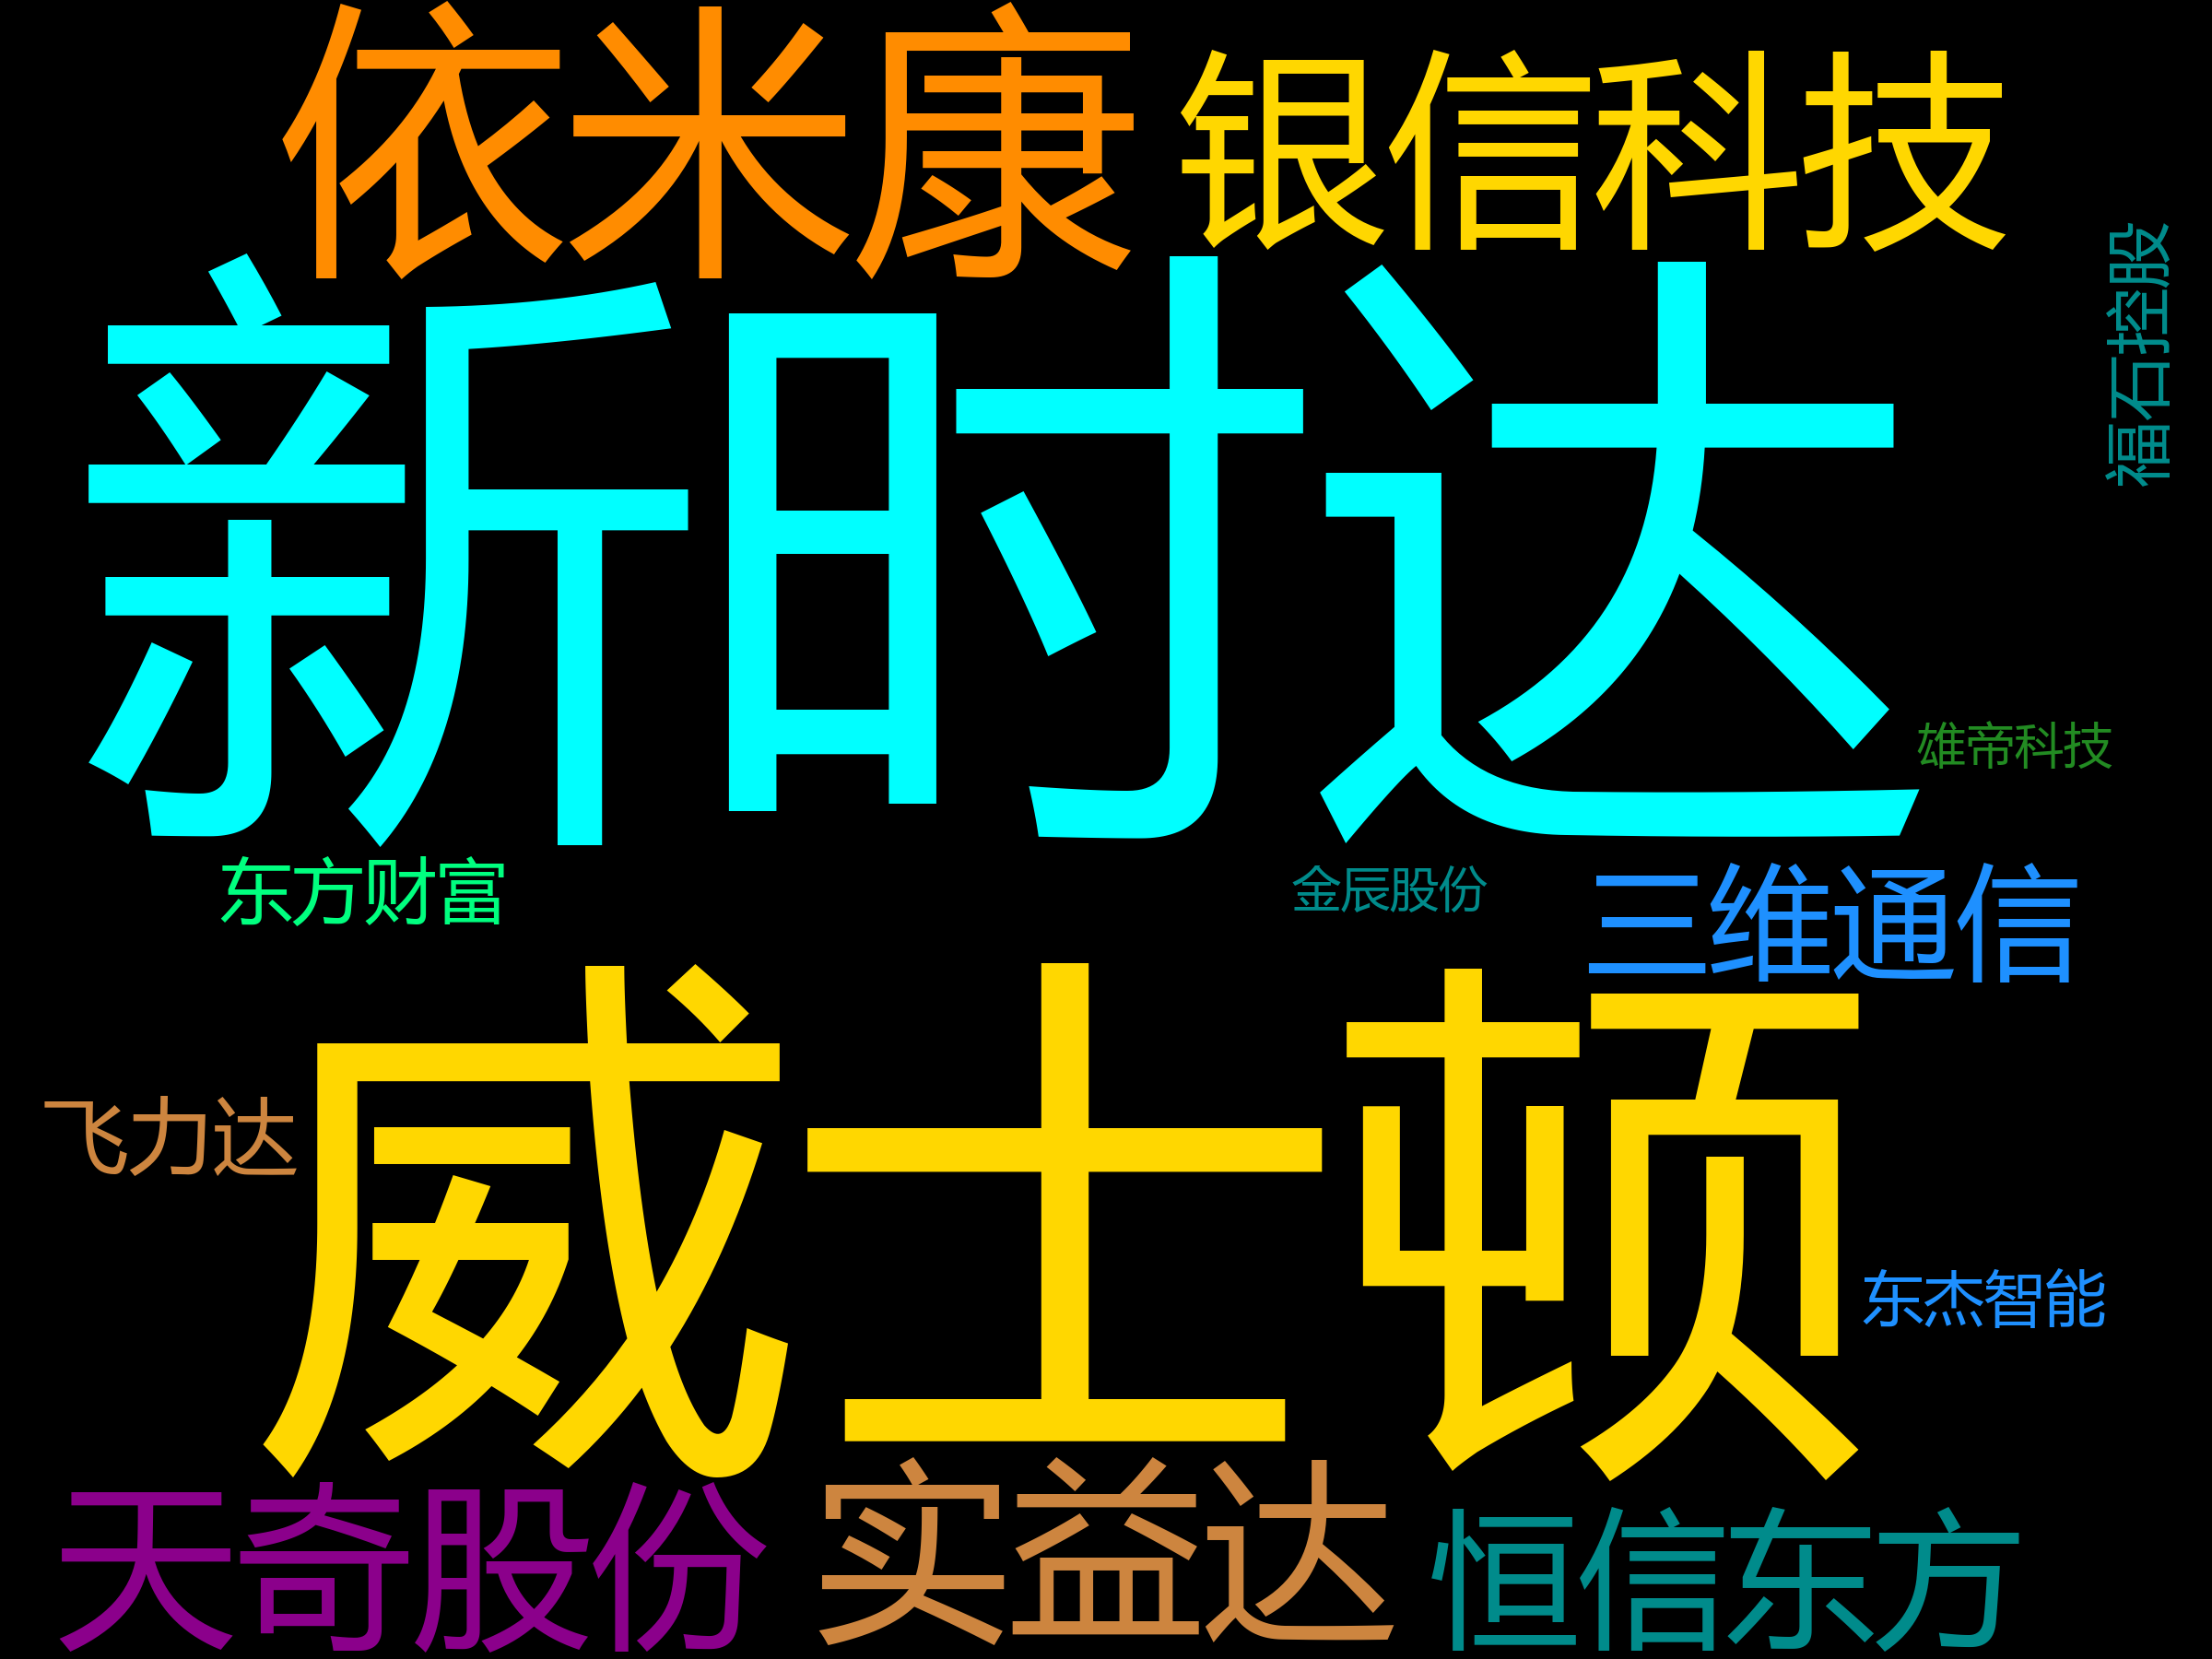 依米康
银信科技
福石控股
新时达
维帝科技
东方财富
金辰股份
三维通信
飞力达
威士顿
东杰智能
天奇股份
实益达
恒信东方